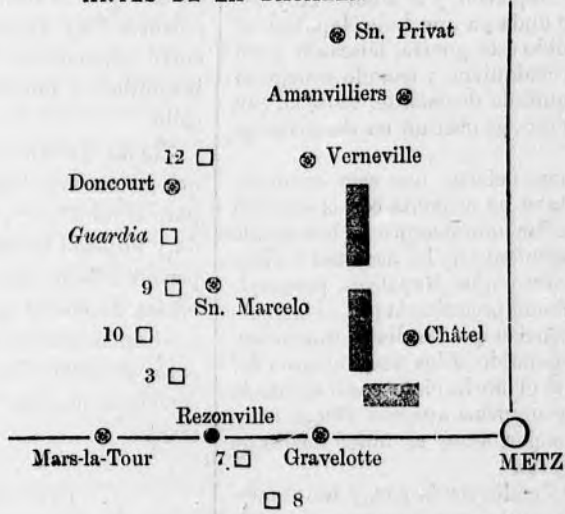 Sn. Privat
Amanvilliers
12
Verneville
Doncourt
Guardia
9
Sn. Marcelo
10
Châtel
3
Rezonville
Mars-la-Tour
7
Gravelotte
METZ
8